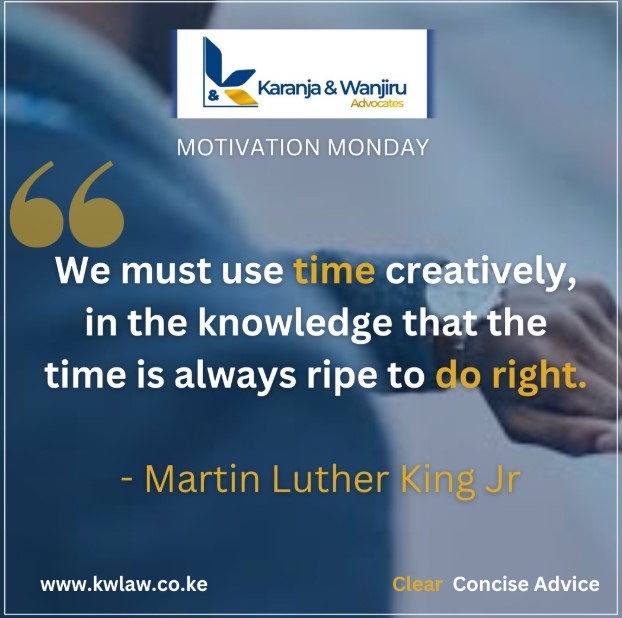 & Karanja & Wanjiru
Advocates
MOTIVATION MONDAY
“
We must use time creatively,
in the knowledge that the
time is always ripe to do right.
- Martin Luther King Jr
www.kwlaw.co.ke
Clear Concise Advice